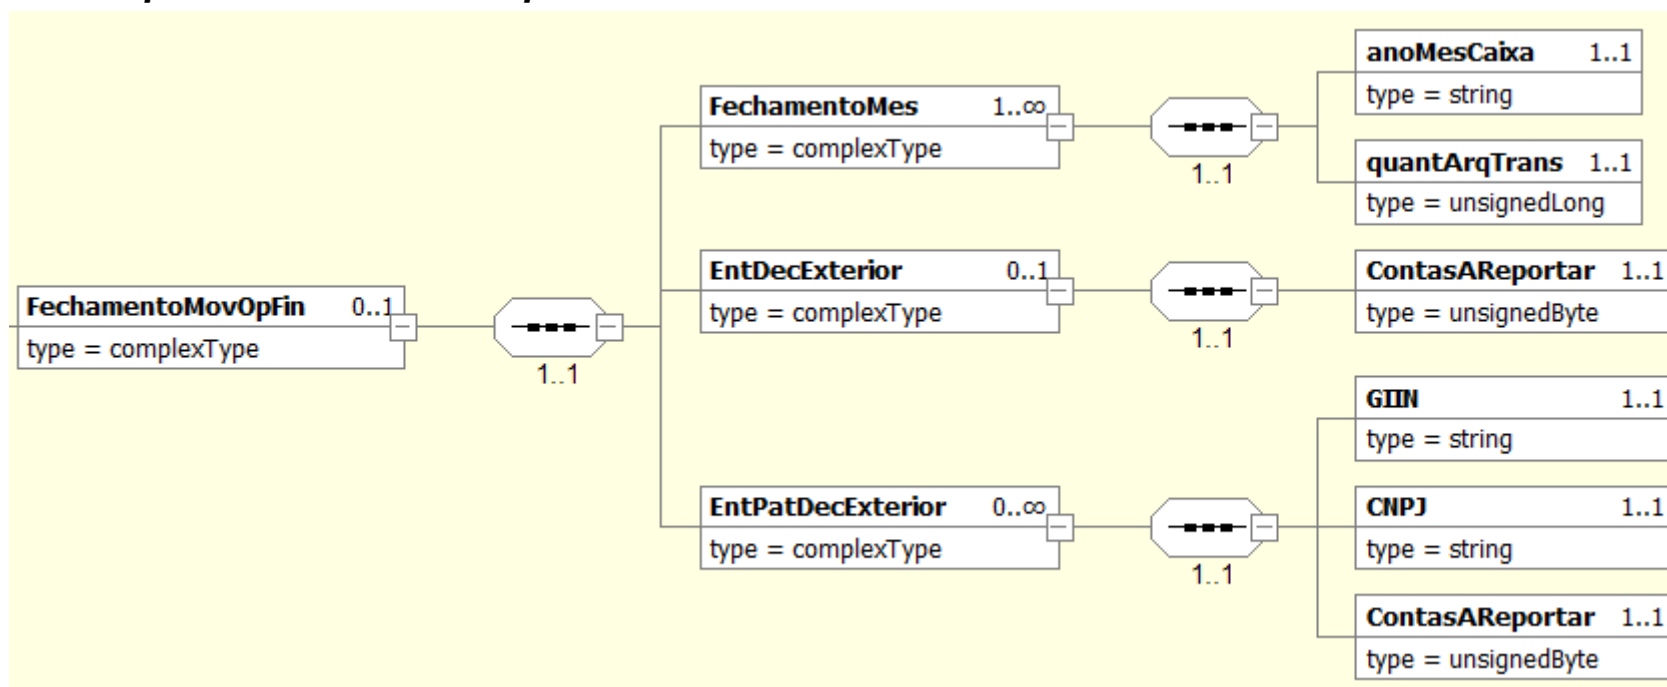 anoMesCaixa 1..1
type = string
FechamentoMes 1..∞
type = complexType
1..1
quantArqTrans 1..1
type = unsignedLong
EntDecExterior 0..1
type = complexType
1..1
ContasAReportar 1..1
type = unsignedByte
FechamentoMovOpFin 0..1
type = complexType
1..1
GIIN 1..1
type = string
EntPatDecExterior 0..∞
type = complexType
1..1
CNPJ 1..1
type = string
ContasAReportar 1..1
type = unsignedByte